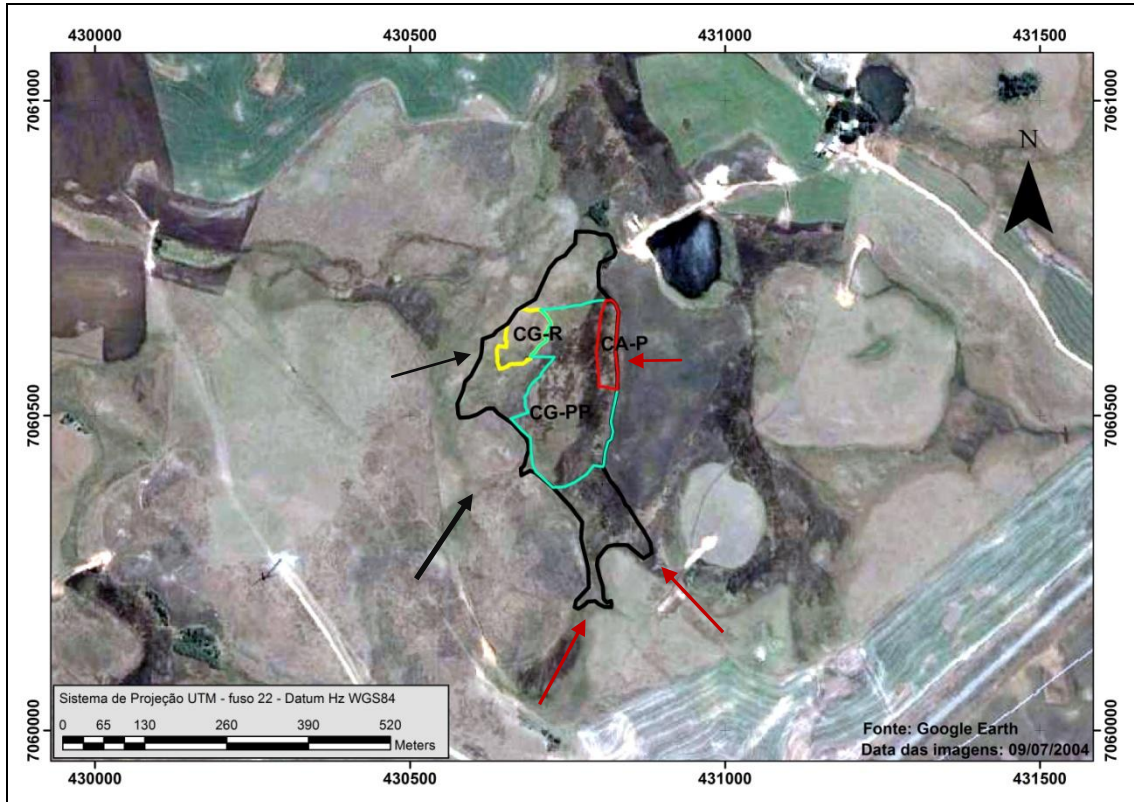 430000 430500 431000 431500
7061000 7061000
N
CG-R
CA-P
7060500 7060500
CG-PP
Sistema de Projeção UTM - fuso 22 - Datum Hz WGS84
0 65 130 260 390 520
Meters
Fonte: Google Earth
Data das imagens: 09/07/2004
7060000 7060000
430000 430500 431000 431500